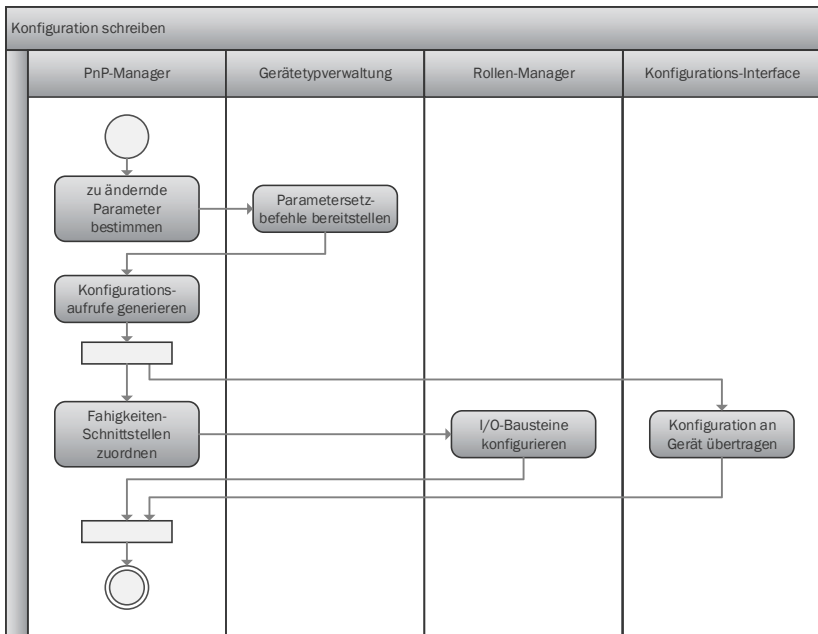 Konfiguration schreiben
PnP-Manager
Gerätetypverwaltung
Rollen-Manager
Konfigurations-Interface
zu ändernde
Parameter
bestimmen
Parametersetz-
befehle bereitstellen
Konfigurations-
aufrufe generieren
Fahigkeiten-
Schnittstellen
zuordnen
I/O-Bausteine
konfigurieren
Konfiguration an
Gerät übertragen